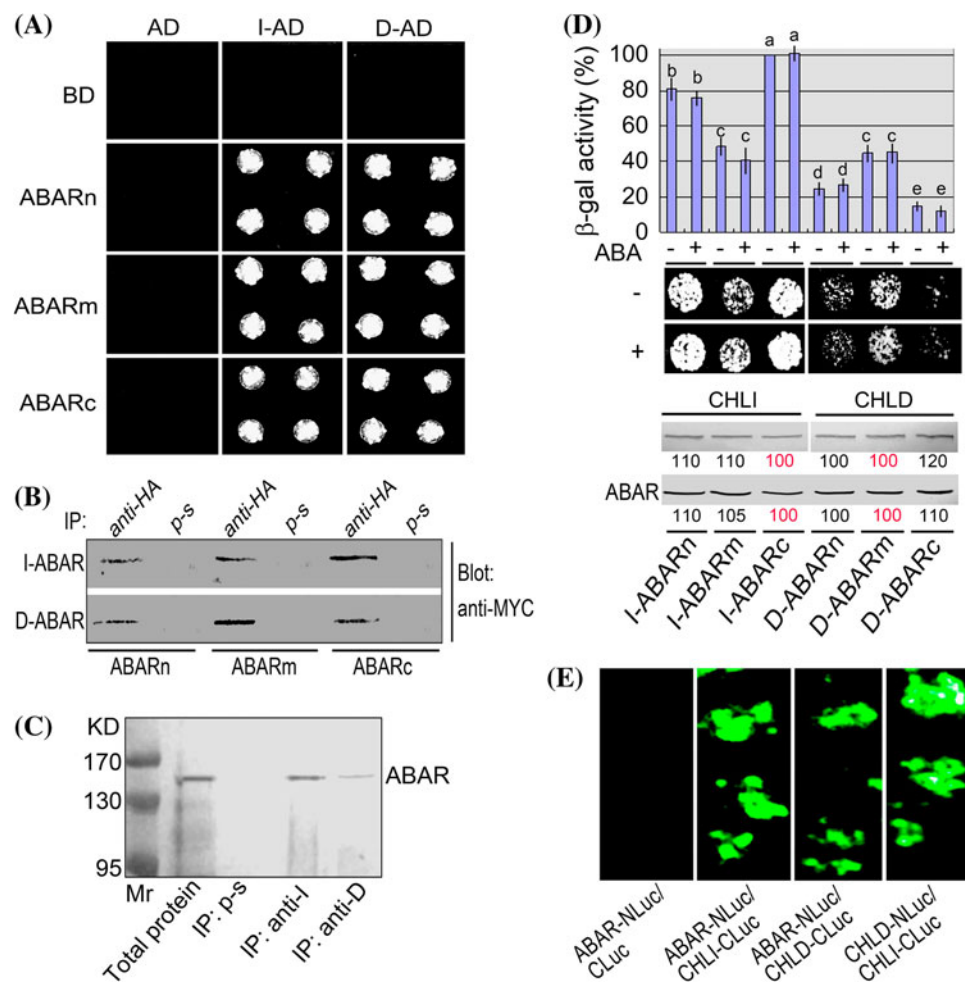 (A)
AD I-AD D-AD
BD
ABARn
ABARm
ABARc
(B)
IP: anti-HA p-s anti-HA p-s anti-HA p-s
I-ABAR
D-ABAR
Blot:
anti-MYC
ABARn ABARm ABARc
(C)
KD
170
130
95
ABAR
Mr
Total protein
IP: p-s
IP: anti-I
IP: anti-D
(D)
β-gal activity (%)
100
80
60
40
20
0
b b c c a a d d c c e e
ABA - + - + - + - + - + - +
-
+
CHLI CHLD
110 110 100 100 100 120
ABAR
110 105 100 100 100 110
I-ABARn
I-ABARm
I-ABARc
D-ABARn
D-ABARm
D-ABARc
(E)
ABAR-NLuc/
CLuc
ABAR-NLuc/
CHLI-CLuc
ABAR-NLuc/
CHLD-CLuc
CHLD-NLuc/
CHLI-CLuc